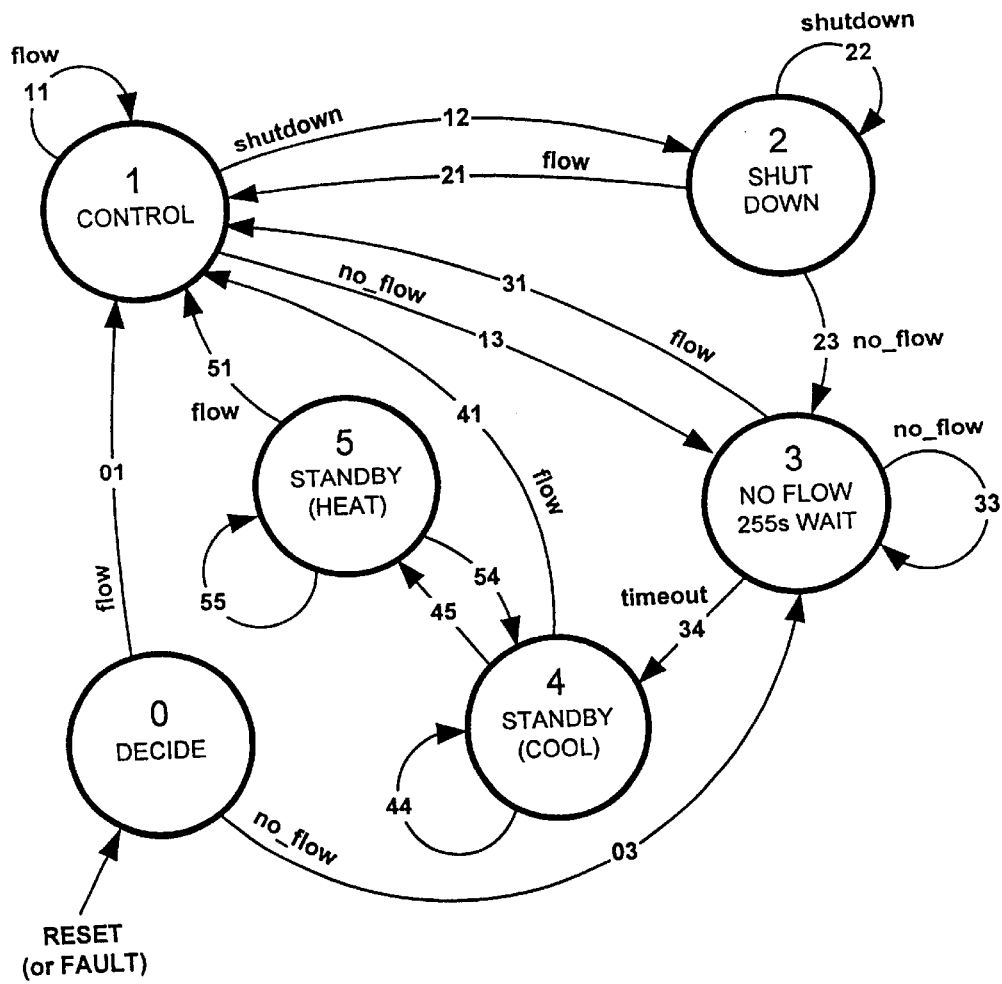 shutdown
22
flow
11
shutdown
12
2
SHUT
DOWN
flow
21
1
CONTROL
31
no_flow
13
flow
23 no_flow
51
flow
41
5
STANDBY
(HEAT)
no_flow
3
NO FLOW
255s WAIT
33
01
flow
flow
55
54
45
timeout
34
4
STANDBY
(COOL)
0
DECIDE
44
no_flow
03
RESET
(or FAULT)